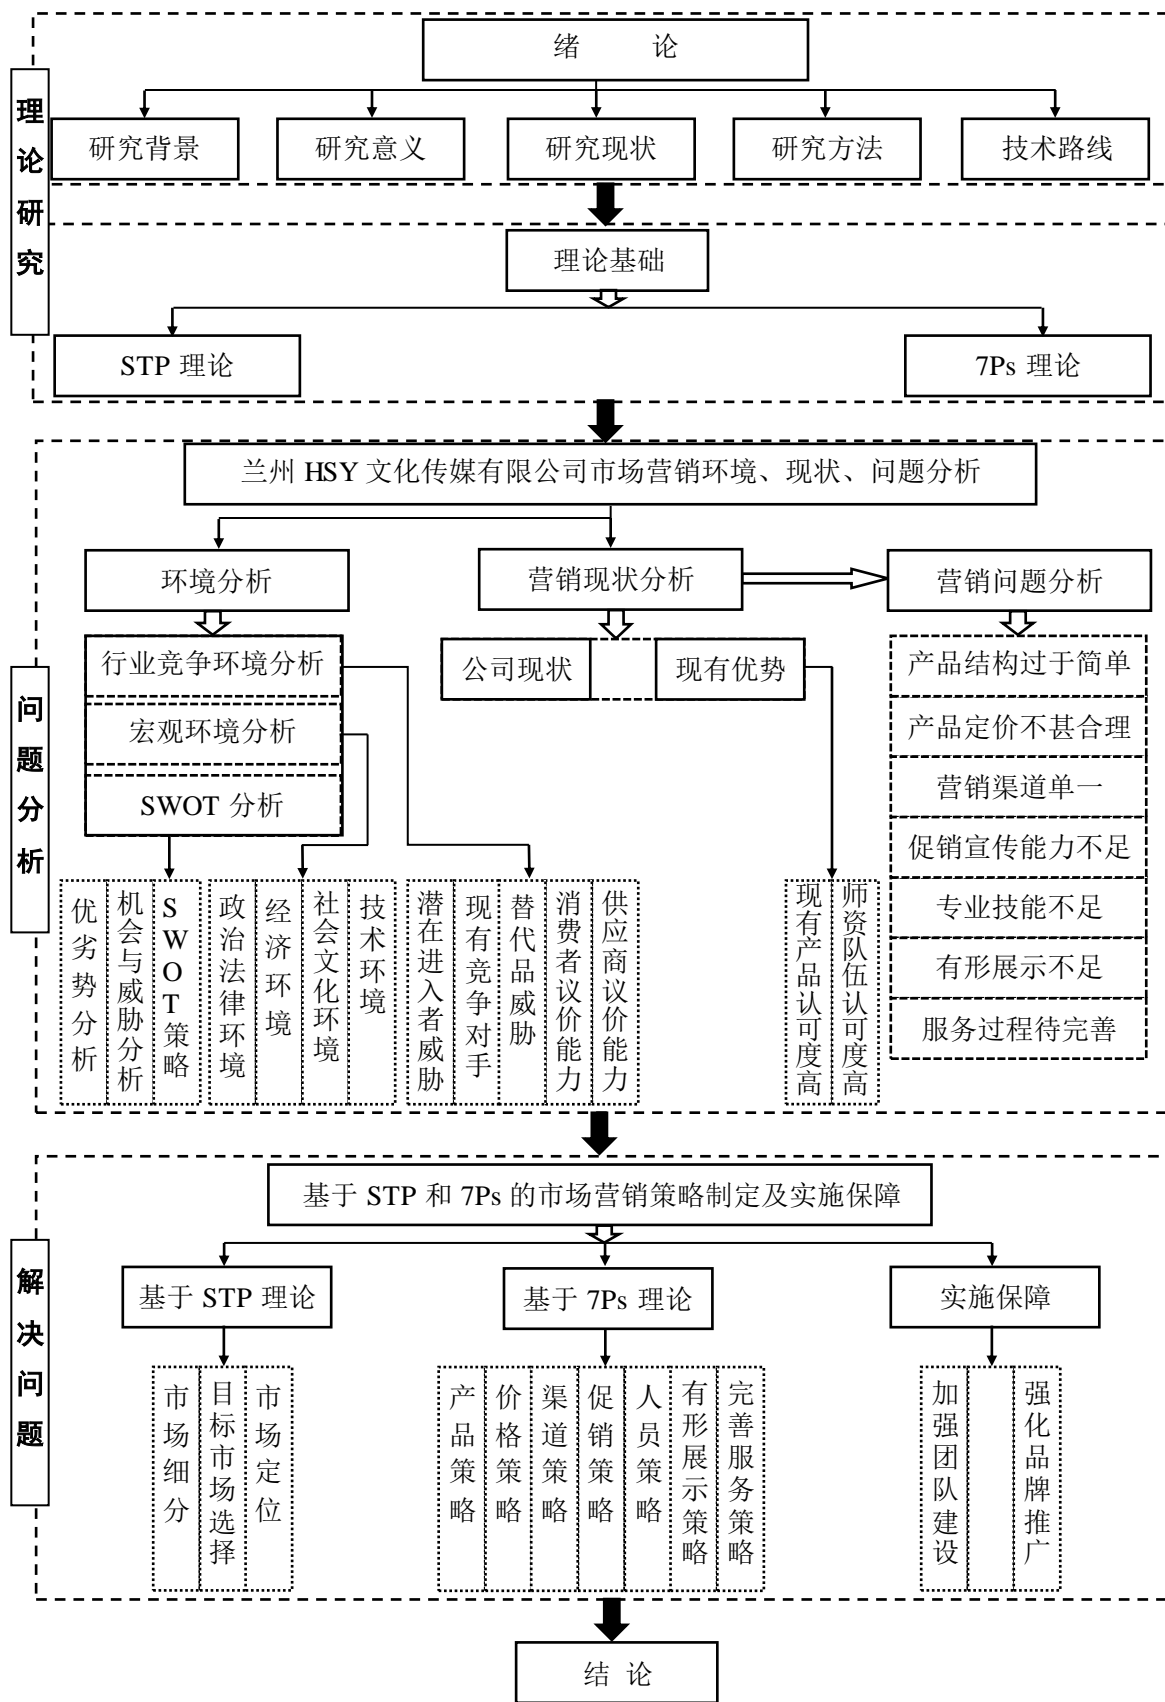 绪 论
理论研究
研究背景
研究意义
研究现状
研究方法
技术路线
理论基础
STP 理论
7Ps 理论
兰州 HSY 文化传媒有限公司市场营销环境、现状、问题分析
问题分析
环境分析
营销现状分析
营销问题分析
行业竞争环境分析
宏观环境分析
SWOT 分析
公司现状
现有优势
产品结构过于简单
产品定价不甚合理
营销渠道单一
促销宣传能力不足
专业技能不足
有形展示不足
服务过程待完善
优劣势分析
机会与威胁分析
SWOT策略
政治法律环境
经济环境
社会文化环境
技术环境
潜在进入者威胁
现有竞争对手
替代品威胁
消费者议价能力
供应商议价能力
现有产品认可度高
师资队伍认可度高
解决问题
基于 STP 和 7Ps 的市场营销策略制定及实施保障
基于 STP 理论
基于 7Ps 理论
实施保障
市场细分
目标市场选择
市场定位
产品策略
价格策略
渠道策略
促销策略
人员策略
有形展示策略
完善服务策略
加强团队建设
强化品牌推广
结 论